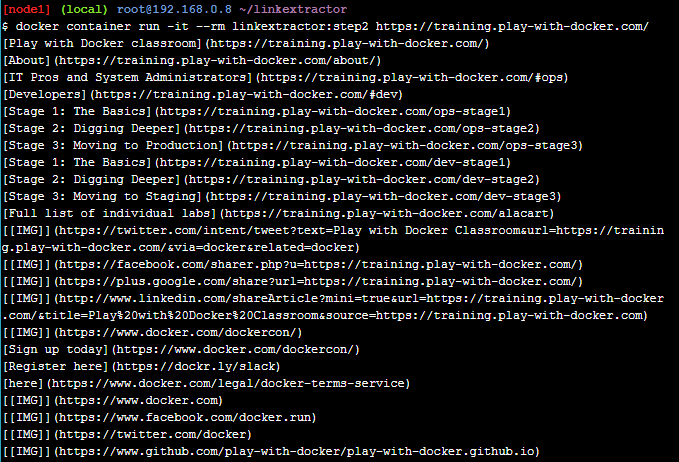 [node1] (local) root@192.168.0.8 ~/linkextractor
$ docker container run -it --rm linkextractor:step2 https://training.play-with-docker.com/
[Play with Docker classroom](https://training.play-with-docker.com/)
[About](https://training.play-with-docker.com/about/)
[IT Pros and System Administrators](https://training.play-with-docker.com/#ops)
[Developers](https://training.play-with-docker.com/#dev)
[Stage 1: The Basics](https://training.play-with-docker.com/ops-stage1)
[Stage 2: Digging Deeper](https://training.play-with-docker.com/ops-stage2)
[Stage 3: Moving to Production](https://training.play-with-docker.com/ops-stage3)
[Stage 1: The Basics](https://training.play-with-docker.com/dev-stage1)
[Stage 2: Digging Deeper](https://training.play-with-docker.com/dev-stage2)
[Stage 3: Moving to Staging](https://training.play-with-docker.com/dev-stage3)
[Full list of individual labs](https://training.play-with-docker.com/alacart)
[[IMG]](https://twitter.com/intent/tweet?text=Play with Docker Classroom&url=https://trainin
g.play-with-docker.com/&via=docker&related=docker)
[[IMG]](https://facebook.com/sharer.php?u=https://training.play-with-docker.com/)
[[IMG]](https://plus.google.com/share?url=https://training.play-with-docker.com/)
[[IMG]](http://www.linkedin.com/shareArticle?mini=true&url=https://training.play-with-docker
.com/&title=Play%20with%20Docker%20Classroom&source=https://training.play-with-docker.com)
[[IMG]](https://www.docker.com/dockercon/)
[Sign up today](https://www.docker.com/dockercon/)
[Register here](https://dockr.ly/slack)
[here](https://www.docker.com/legal/docker-terms-service)
[[IMG]](https://www.docker.com)
[[IMG]](https://www.facebook.com/docker.run)
[[IMG]](https://twitter.com/docker)
[[IMG]](https://www.github.com/play-with-docker/play-with-docker.github.io)